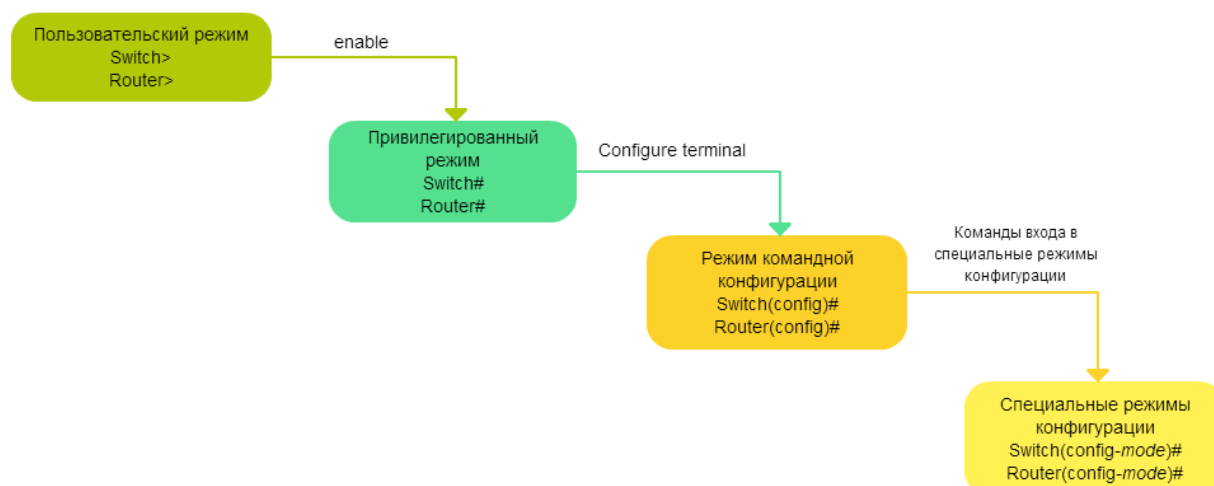 Пользовательский режим
Switch>
Router>
enable
Привилегированный
режим
Switch#
Router#
Configure terminal
Режим командной
конфигурации
Switch(config)#
Router(config)#
Команды входа в
специальные режимы
конфигурации
Специальные режимы
конфигурации
Switch(config-mode)#
Router(config-mode)#